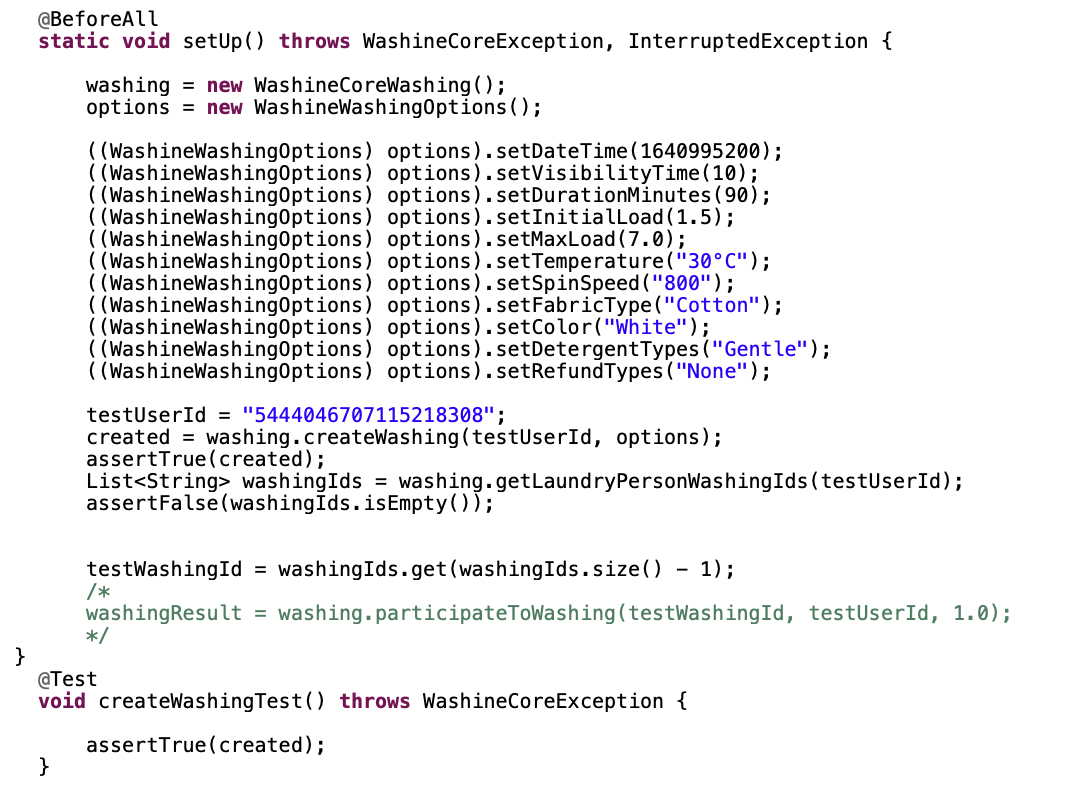 @BeforeAll
static void setUp() throws WashineCoreException, InterruptedException {
washing = new WashineCoreWashing();
options = new WashineWashingOptions();
((WashineWashingOptions) options).setDateTime(1640995200);
((WashineWashingOptions) options).setVisibilityTime(10);
((WashineWashingOptions) options).setDurationMinutes(90);
((WashineWashingOptions) options).setInitialLoad(1.5);
((WashineWashingOptions) options).setMaxLoad(7.0);
((WashineWashingOptions) options).setTemperature("30°C");
((WashineWashingOptions) options).setSpinSpeed("800");
((WashineWashingOptions) options).setFabricType("Cotton");
((WashineWashingOptions) options).setColor("White");
((WashineWashingOptions) options).setDetergentTypes("Gentle");
((WashineWashingOptions) options).setRefundTypes("None");
testUserId = "5444046707115218308";
created = washing.createWashing(testUserId, options);
assertTrue(created);
List<String> washingIds = washing.getLaundryPersonWashingIds(testUserId);
assertFalse(washingIds.isEmpty());
testWashingId = washingIds.get(washingIds.size() - 1);
/*
washingResult = washing.participateToWashing(testWashingId, testUserId, 1.0);
*/
}
@Test
void createWashingTest() throws WashineCoreException {
assertTrue(created);
}